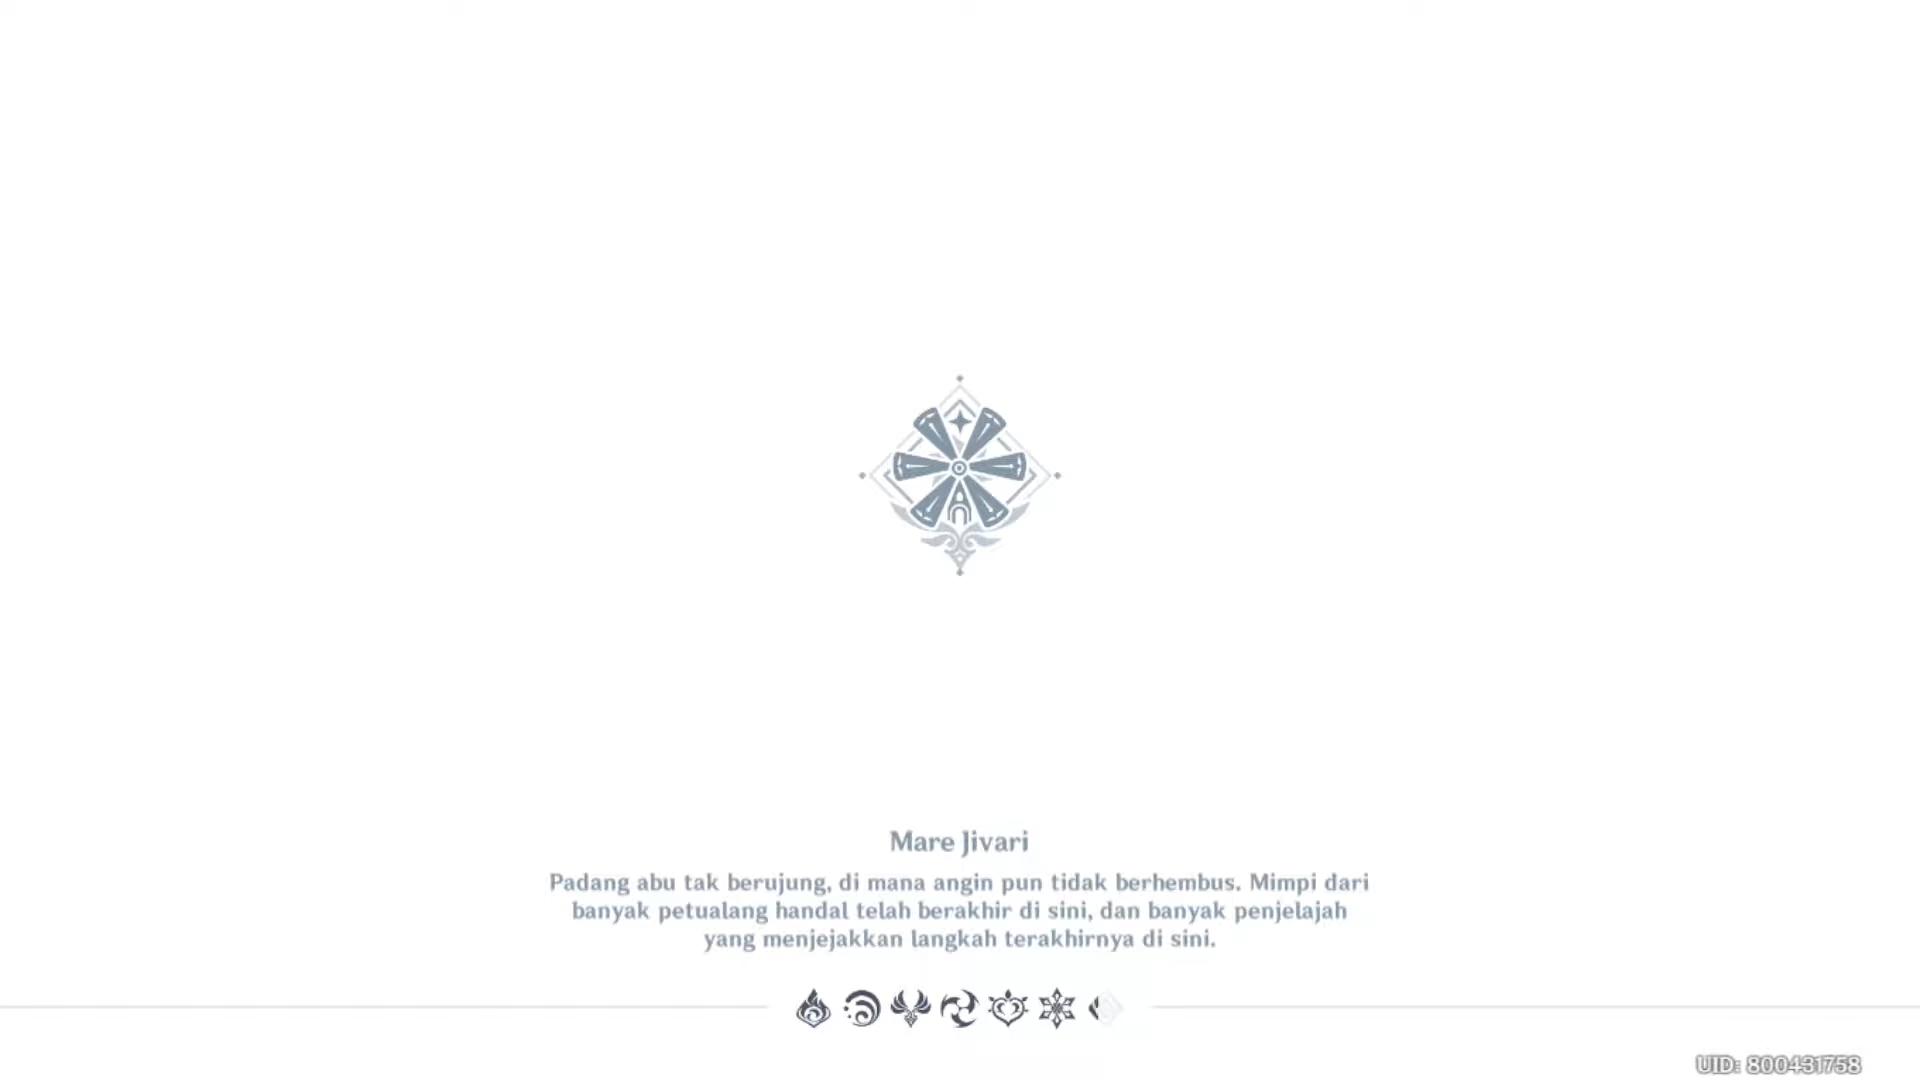 Mare Jivari
Padang abu tak berujung, di mana angin pun tidak berhembus. Mimpi dari
banyak petualang handal telah berakhir di sini, dan banyak penjelajah
yang menjejakkan langkah terakhirnya di sini.
UID: 800431758